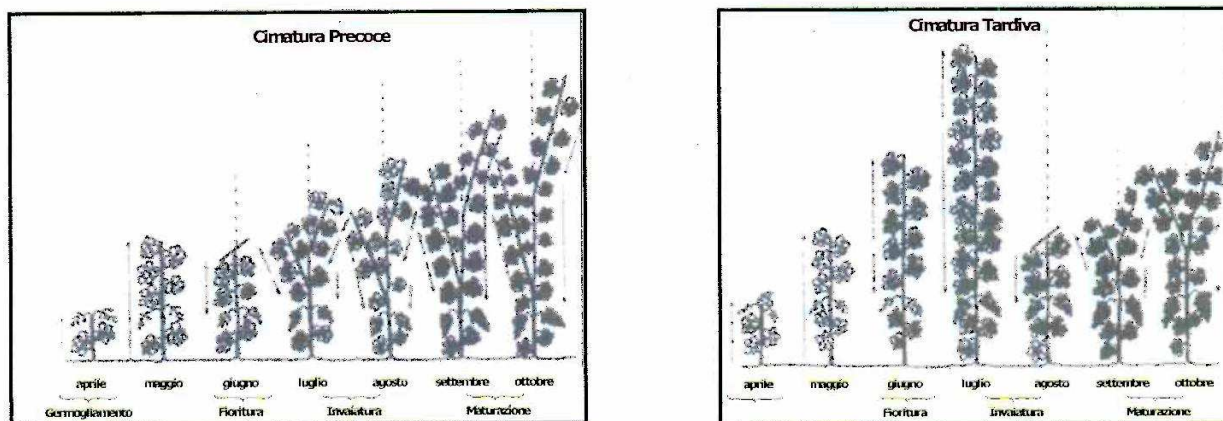 Cimatura Precoce
aprile maggio giugno luglio agosto settembre ottobre
Germogliamento Fioritura Invaiatura Maturazione
Cimatura Tardiva
aprile maggio giugno luglio agosto settembre ottobre
Fioritura Invaiatura Maturazione